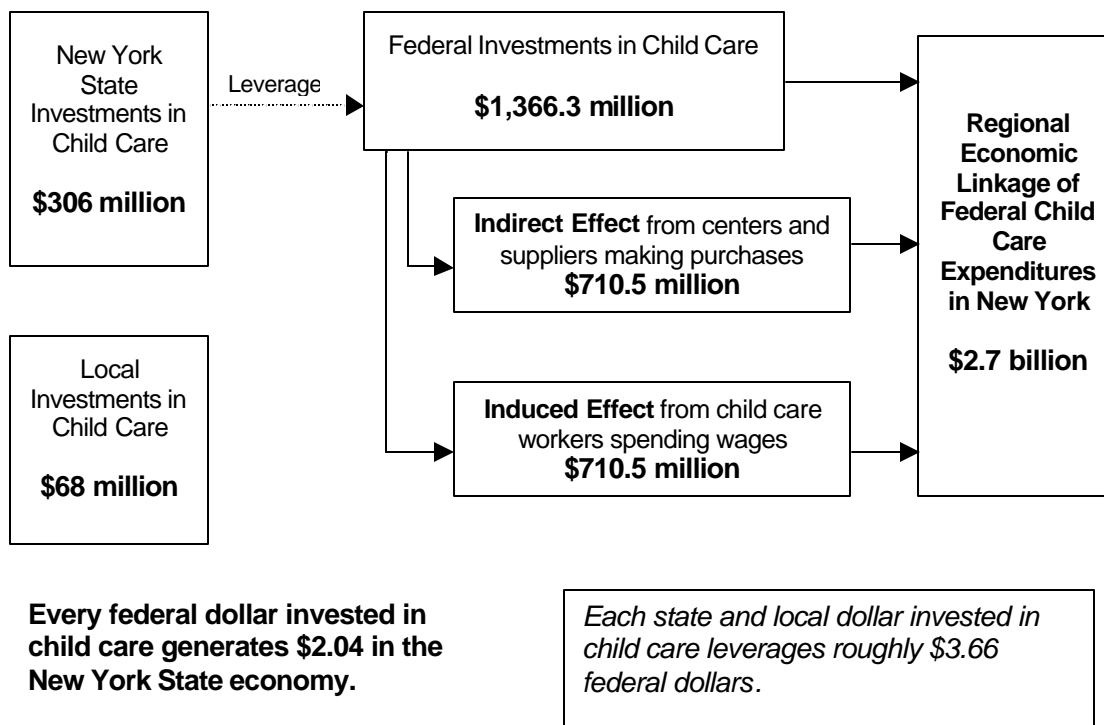 New York
State
Investments in
Child Care
$306 million
Leverage
Federal Investments in Child Care
$1,366.3 million
Indirect Effect from centers and
suppliers making purchases
$710.5 million
Induced Effect from child care
workers spending wages
$710.5 million
Regional
Economic
Linkage of
Federal Child
Care
Expenditures
in New York
$2.7 billion
Local
Investments in
Child Care
$68 million
Every federal dollar invested in
child care generates $2.04 in the
New York State economy.
Each state and local dollar invested in
child care leverages roughly $3.66
federal dollars.